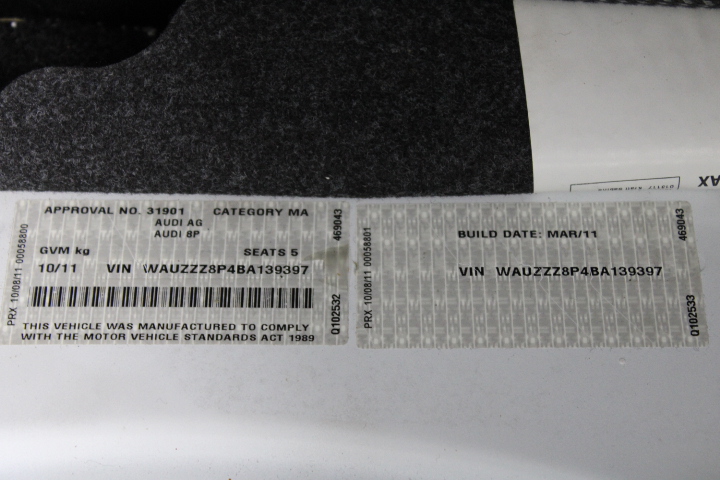 APPROVAL NO. 31901 CATEGORY MA
AUDI AG
AUDI 8P
GVM kg SEATS 5
10/11 VIN WAUZZZ8P4BA139397
THIS VEHICLE WAS MANUFACTURED TO COMPLY
WITH THE MOTOR VEHICLE STANDARDS ACT 1989
PRX 10/08/11 00058800
469043
Q102532
BUILD DATE: MAR/11
VIN WAUZZZ8P4BA139397
PRX 10/08/11 00058801
469043
Q102533